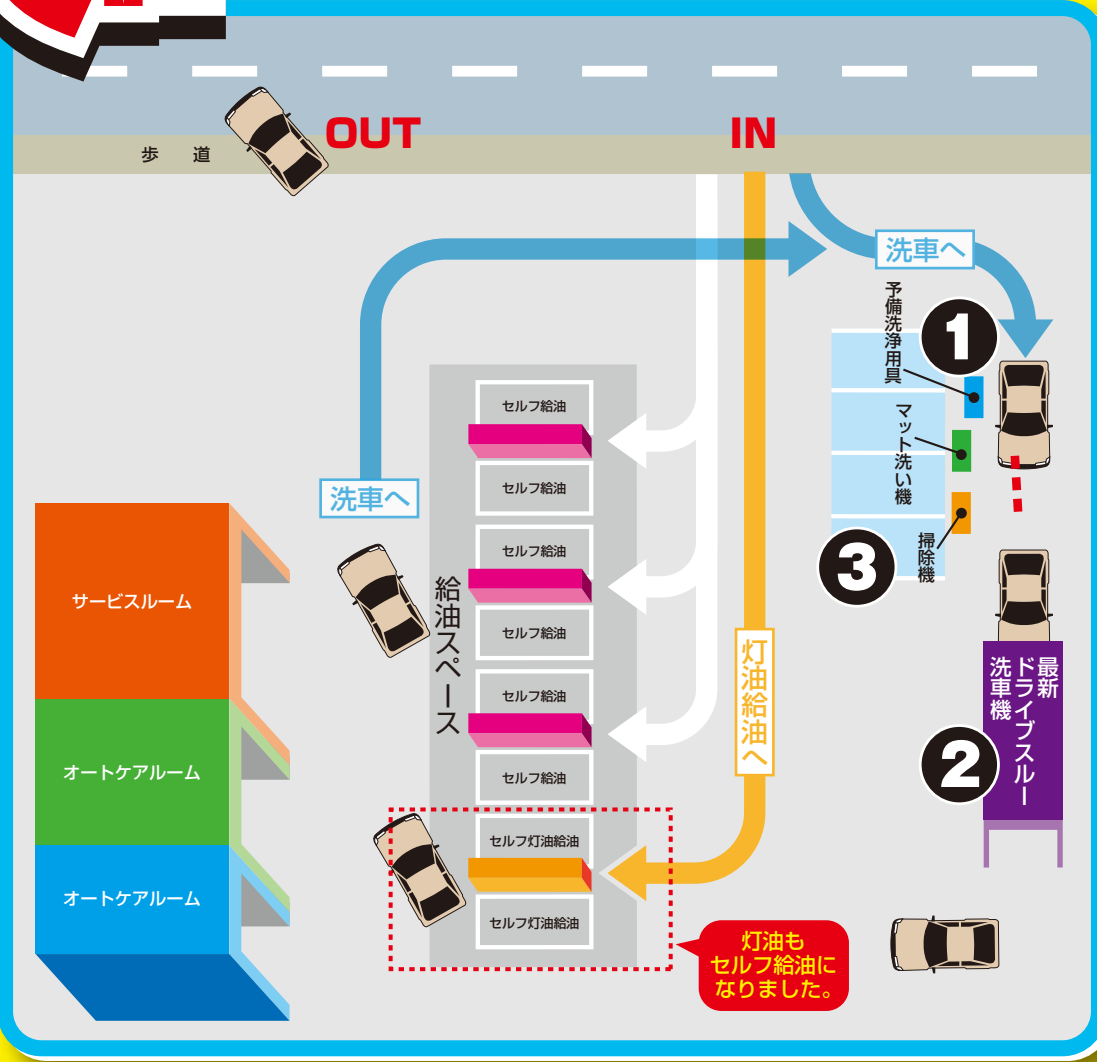 OUT
IN
歩 道
洗車へ
予備洗浄用具
1
マット洗い機
掃除機
3
洗車へ
セルフ給油
セルフ給油
セルフ給油
セルフ給油
セルフ給油
セルフ給油
給油スペース
灯油給油へ
最新
ドライブスルー
洗車機
2
サービスルーム
オートケアルーム
オートケアルーム
セルフ灯油給油
セルフ灯油給油
灯油も
セルフ給油に
なりました。